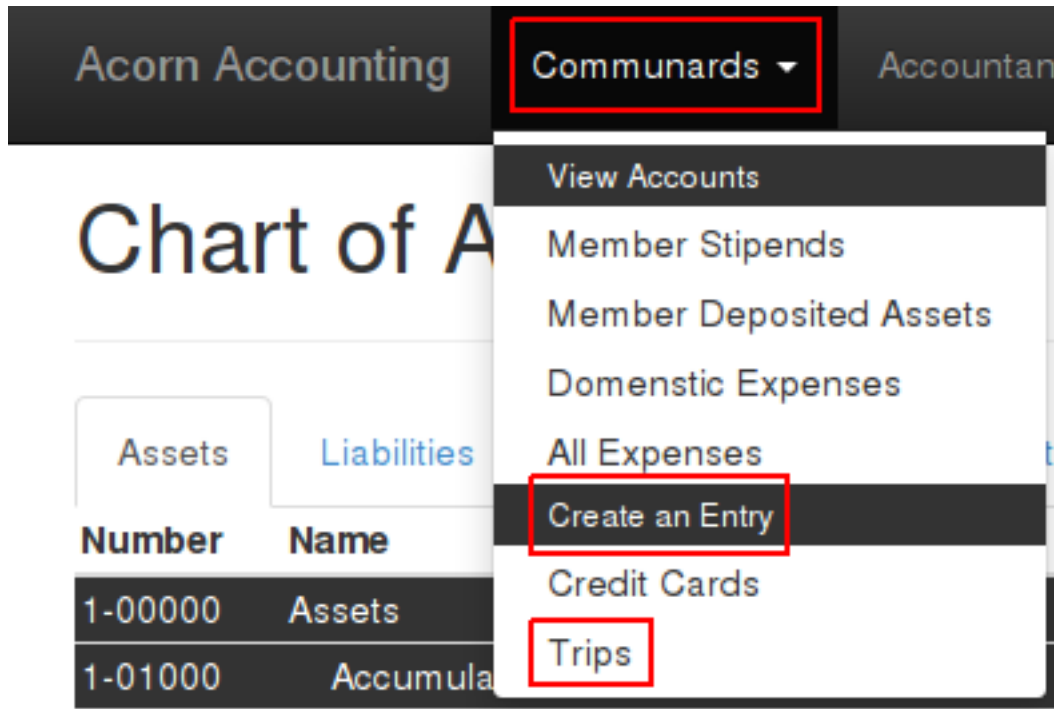 Acorn Accounting Communards Accountan
View Accounts
Chart of A
Member Stipends
Member Deposited Assets
Domenstic Expenses
Assets Liabilities All Expenses
Create an Entry
Number Name
Credit Cards
1-00000 Assets
Trips
1-01000 Accumula